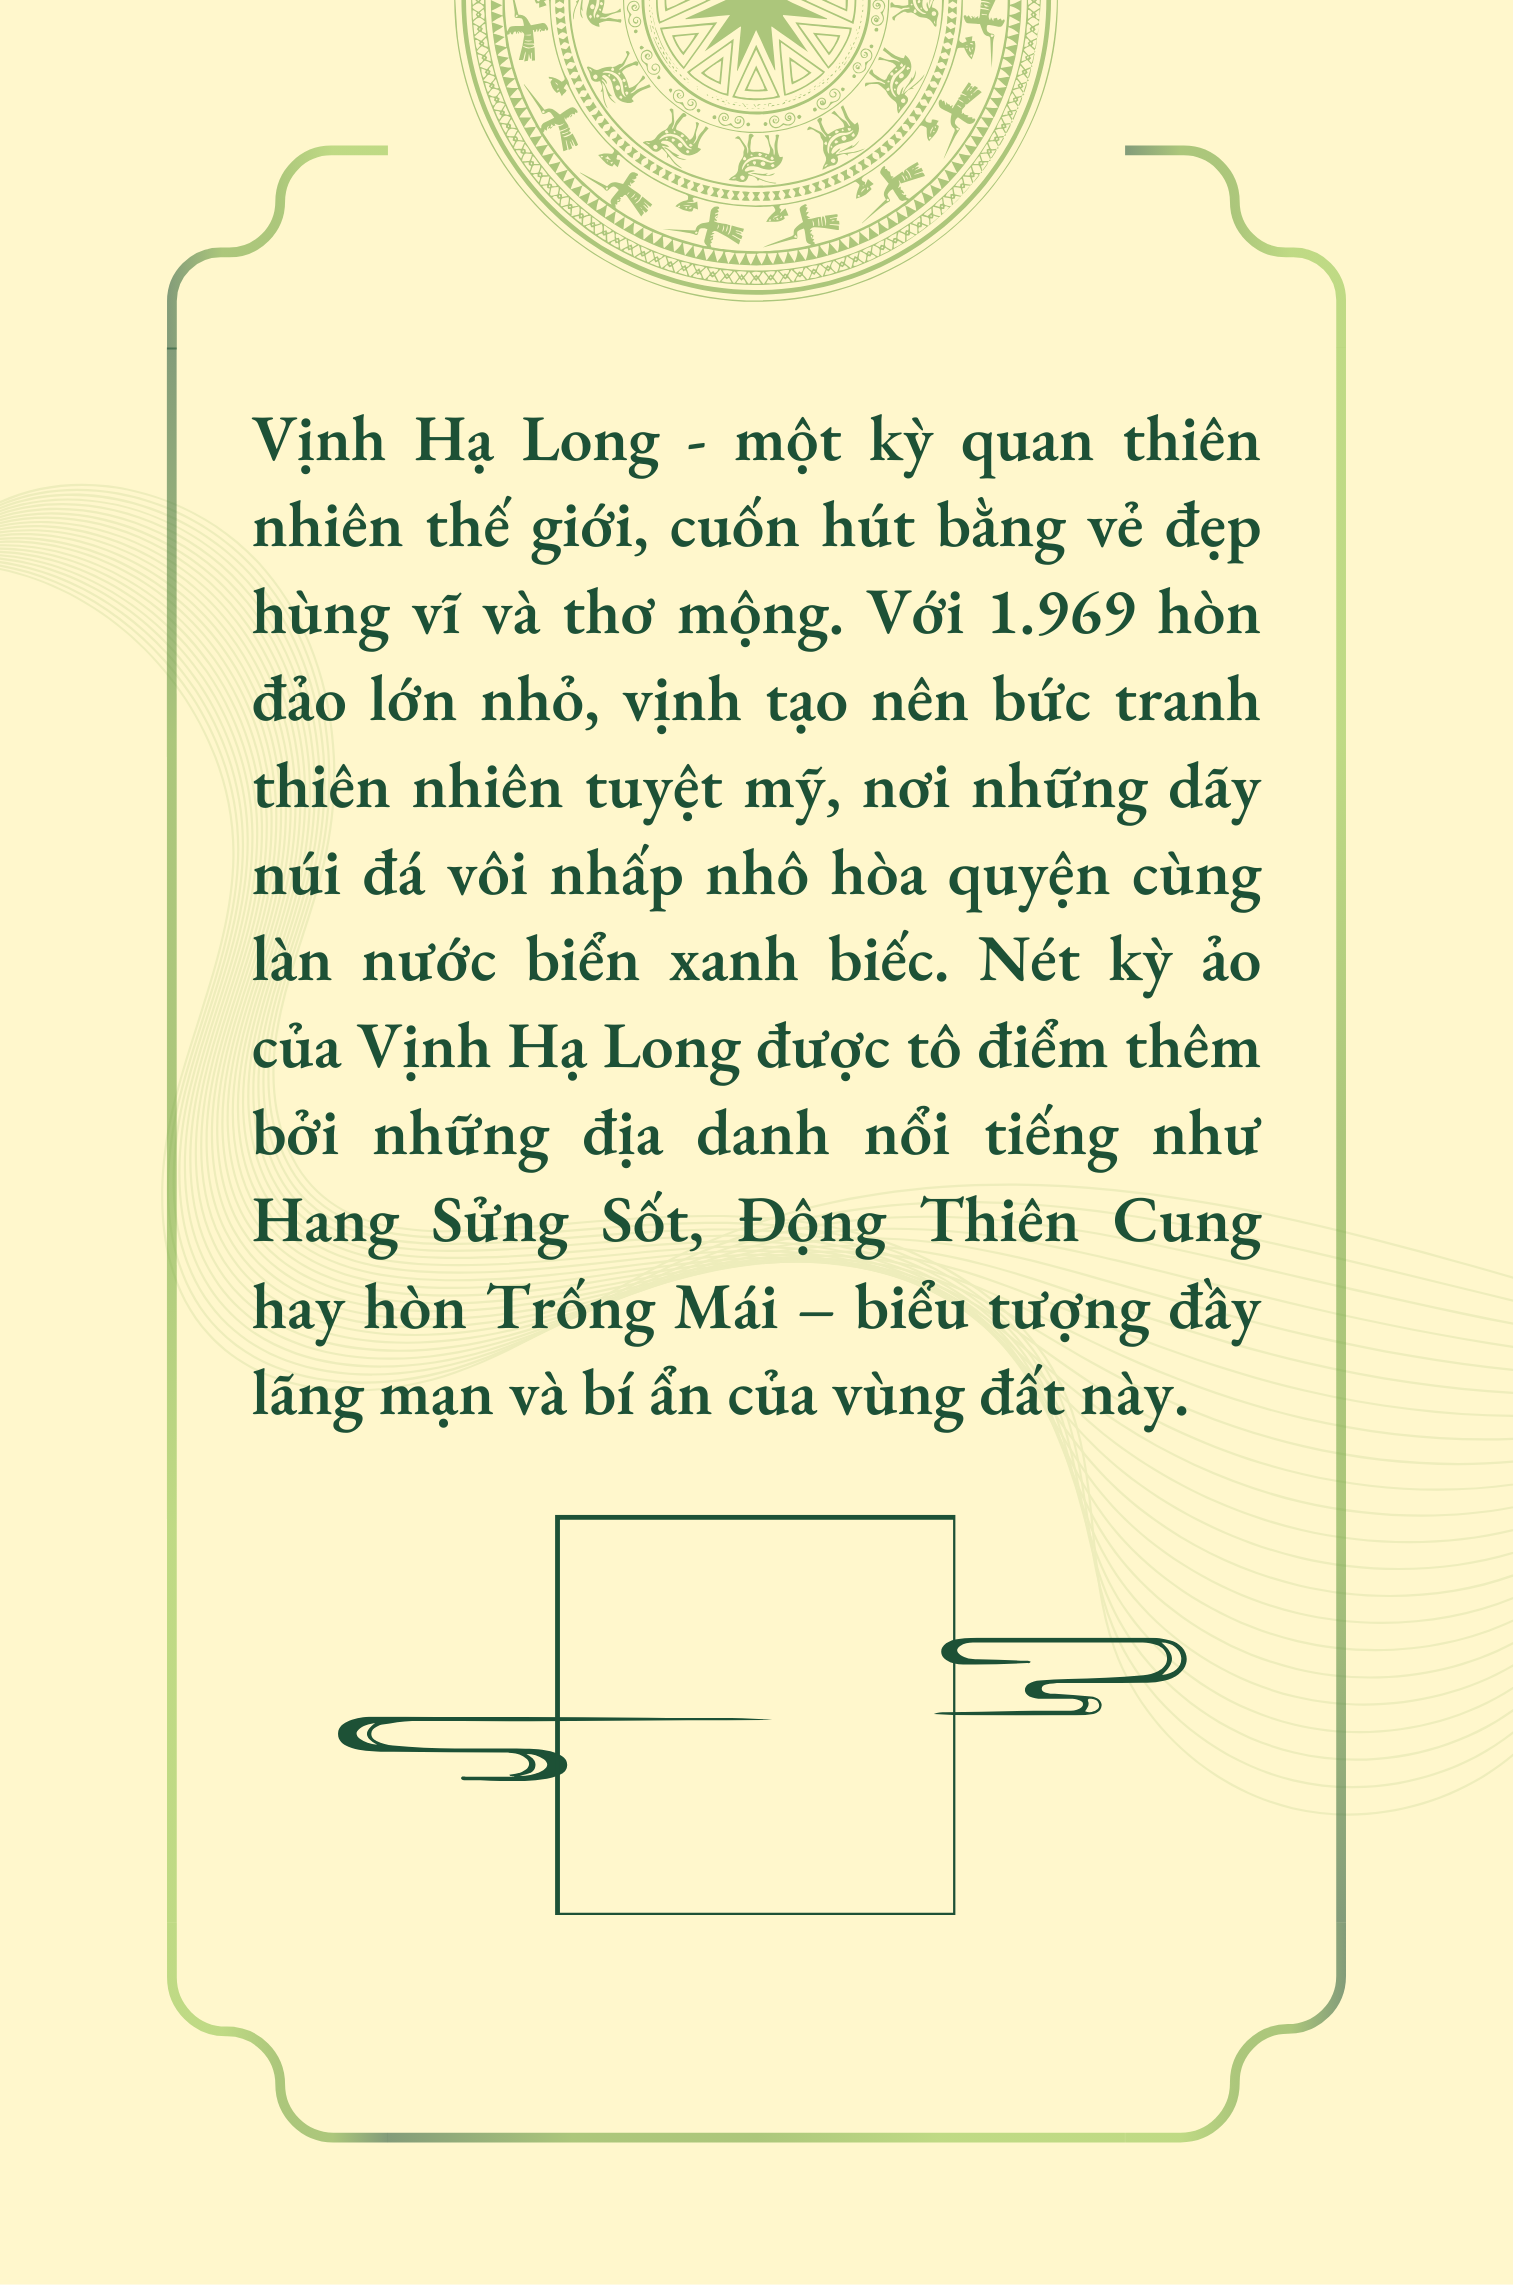 Vịnh Hạ Long - một kỳ quan thiên
nhiên thế giới, cuốn hút bằng vẻ đẹp
hùng vĩ và thơ mộng. Với 1.969 hòn
đảo lớn nhỏ, vịnh tạo nên bức tranh
thiên nhiên tuyệt mỹ, nơi những dãy
núi đá vôi nhấp nhô hòa quyện cùng
làn nước biển xanh biếc. Nét kỳ ảo
của Vịnh Hạ Long được tô điểm thêm
bởi những địa danh nổi tiếng như
Hang Sửng Sốt, Động Thiên Cung
hay hòn Trống Mái – biểu tượng đầy
lãng mạn và bí ẩn của vùng đất này.